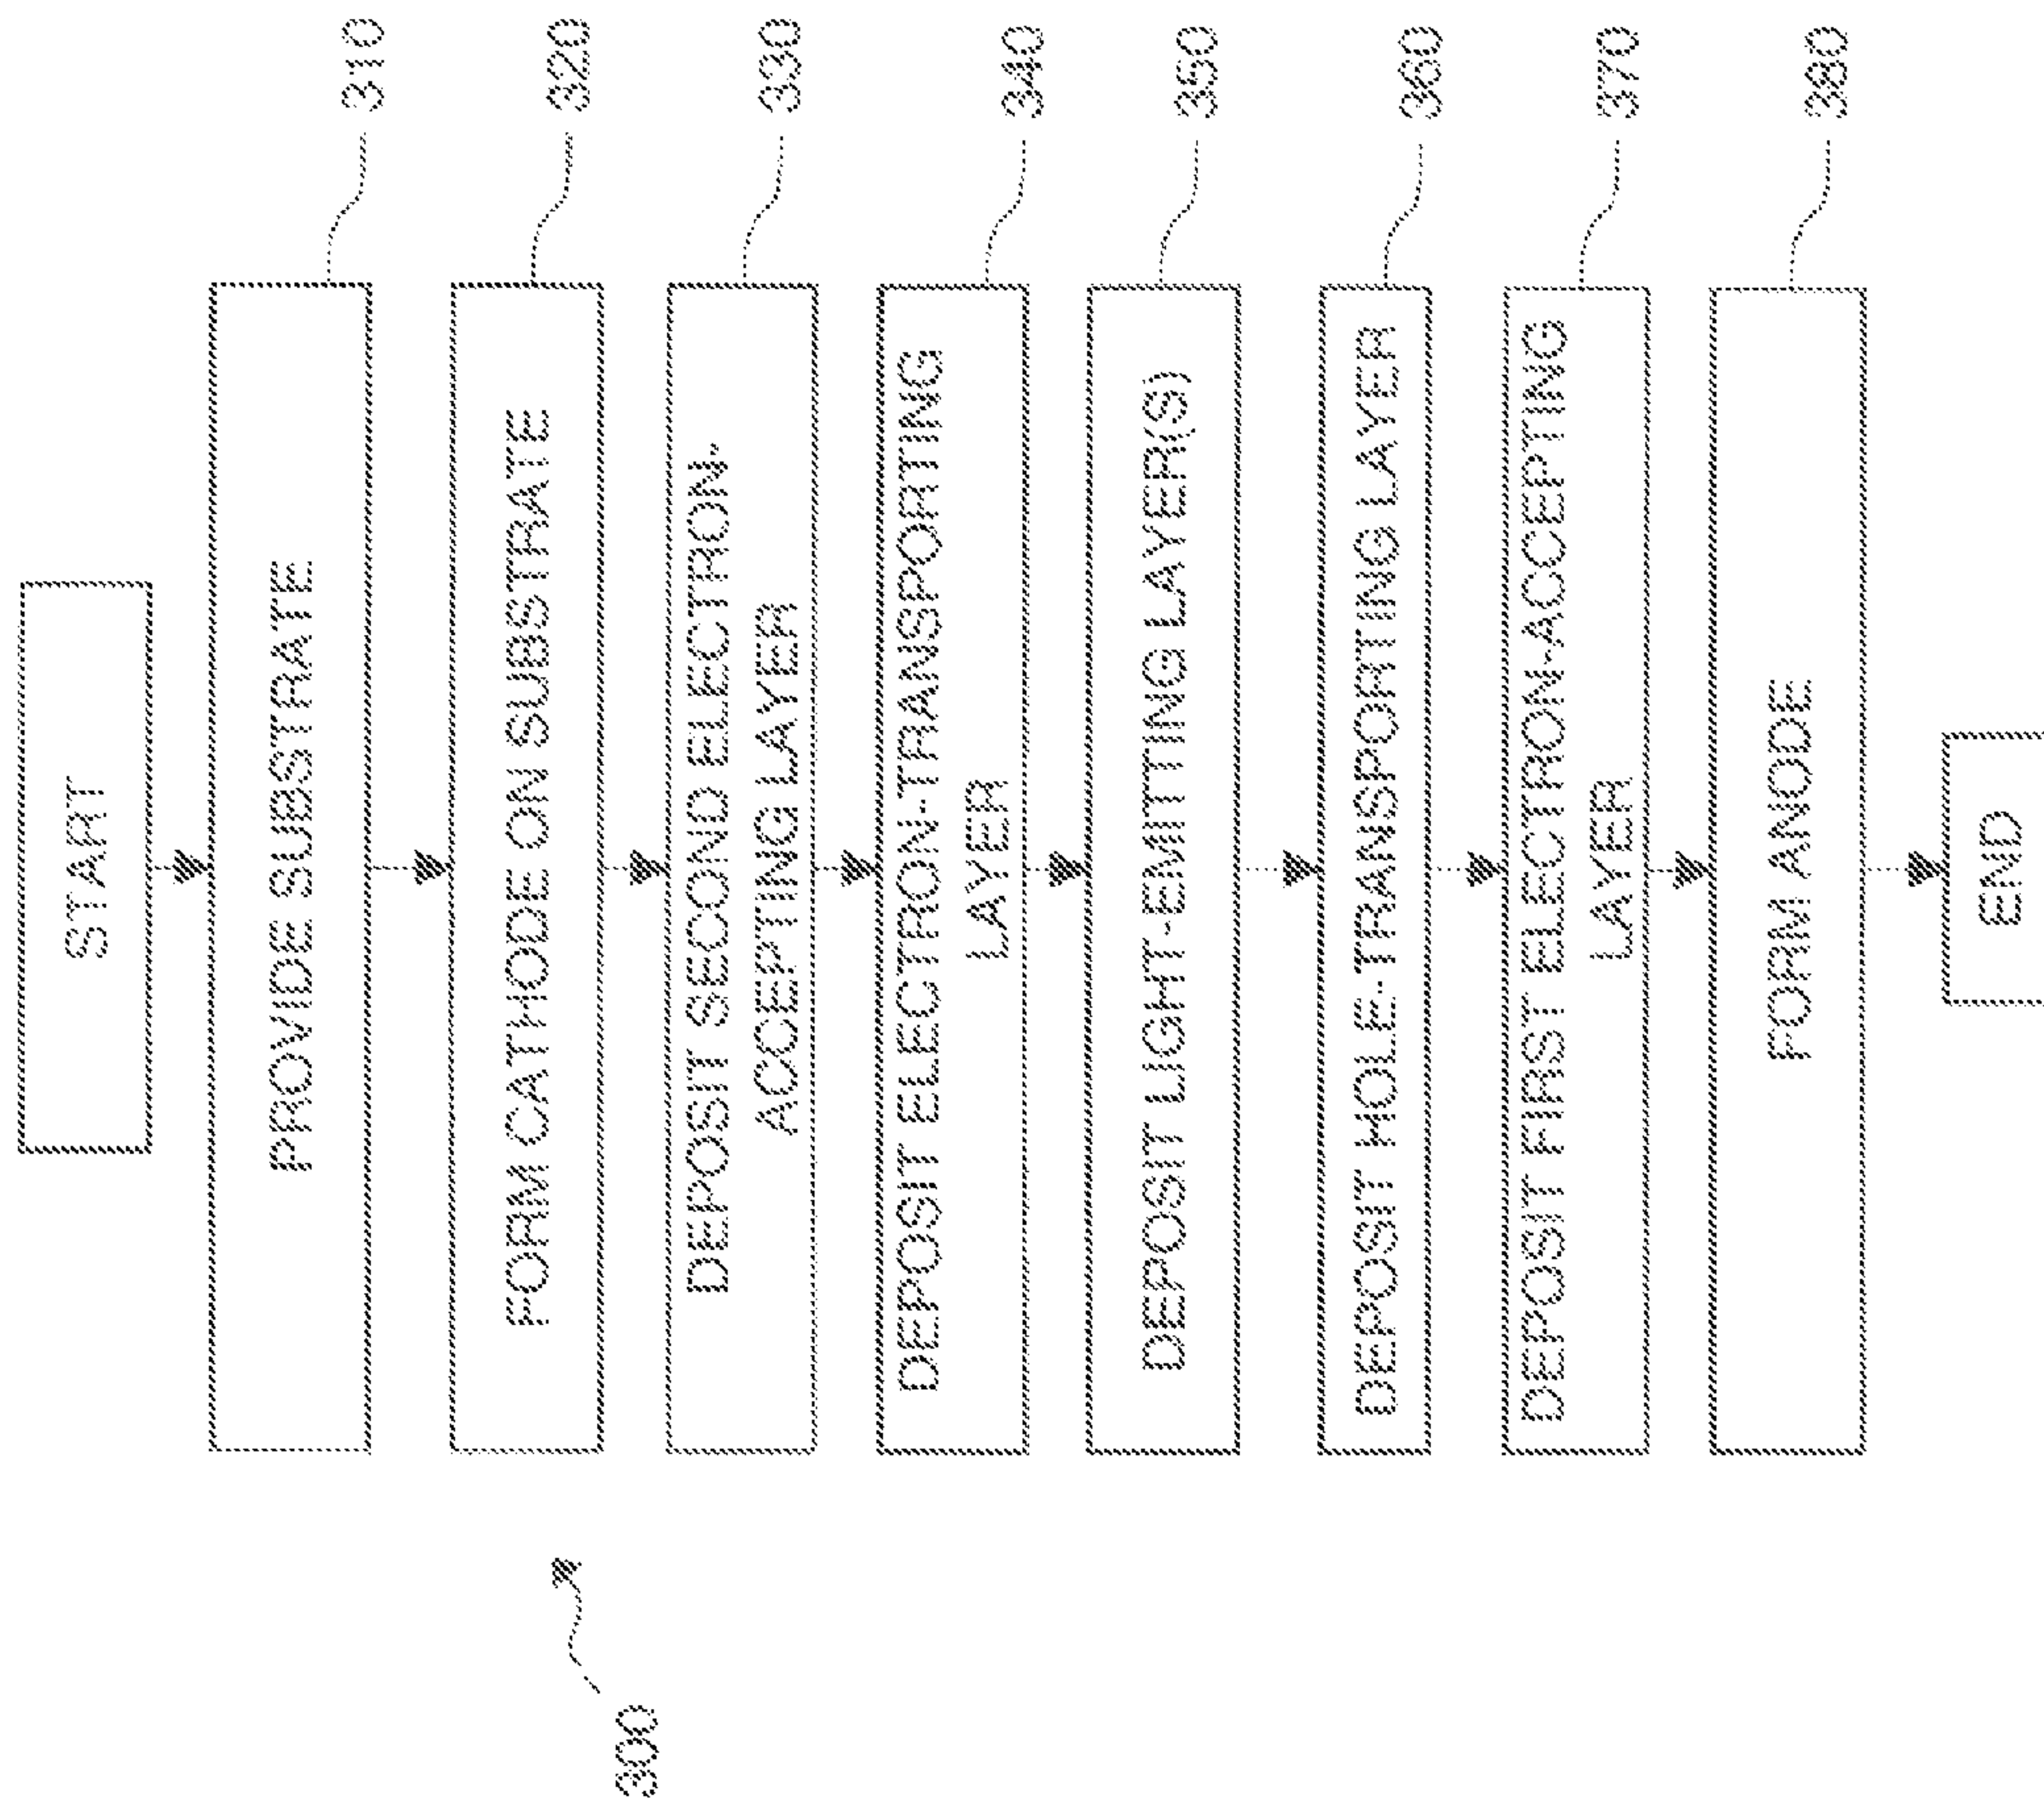 START
PROVIDE SUBSTRATE
310
FORM CATHODE ON SUBSTRATE
320
DEPOSIT SECOND ELECTRON-
ACCEPTING LAYER
330
DEPOSIT ELECTRON-TRANSPORTING
LAYER
340
DEPOSIT LIGHT-EMITTING LAYER(S)
350
DEPOSIT HOLE-TRANSPORTING LAYER
360
DEPOSIT FIRST ELECTRON-ACCEPTING
LAYER
370
FORM ANODE
380
END
300